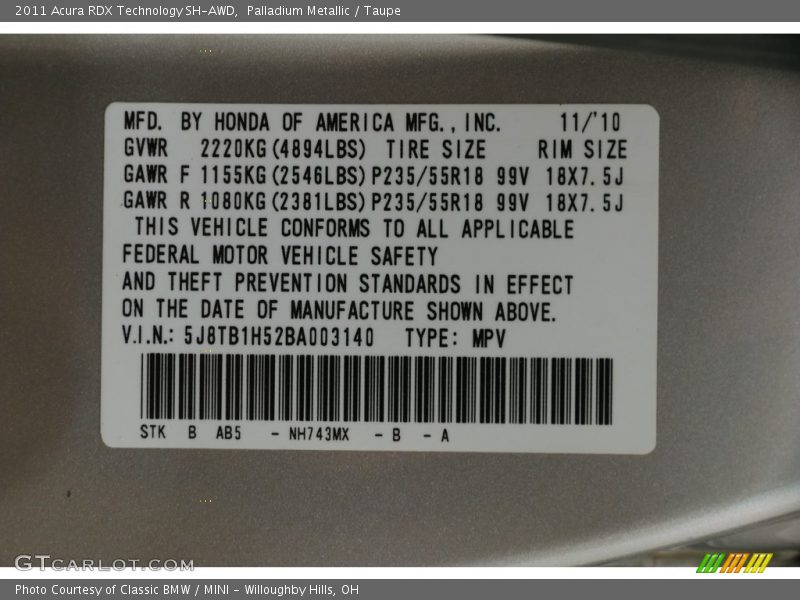 2011 Acura RDX Technology SH-AWD,  Palladium Metallic / Taupe
MFD. BY HONDA OF AMERICA MFG., INC. 11/'10
GVWR 2220KG(4894LBS) TIRE SIZE RIM SIZE
GAWR F 1155KG(2546LBS) P235/55R18 99V 18X7.5J
GAWR R 1080KG(2381LBS) P235/55R18 99V 18X7.5J
THIS VEHICLE CONFORMS TO ALL APPLICABLE
FEDERAL MOTOR VEHICLE SAFETY
AND THEFT PREVENTION STANDARDS IN EFFECT
ON THE DATE OF MANUFACTURE SHOWN ABOVE.
V.I.N.: 5J8TB1H52BA003140 TYPE: MPV
STK B AB5 - NH743MX - B - A
GTCARLOT.COM
Photo Courtesy of Classic BMW / MINI - Willoughby Hills, OH